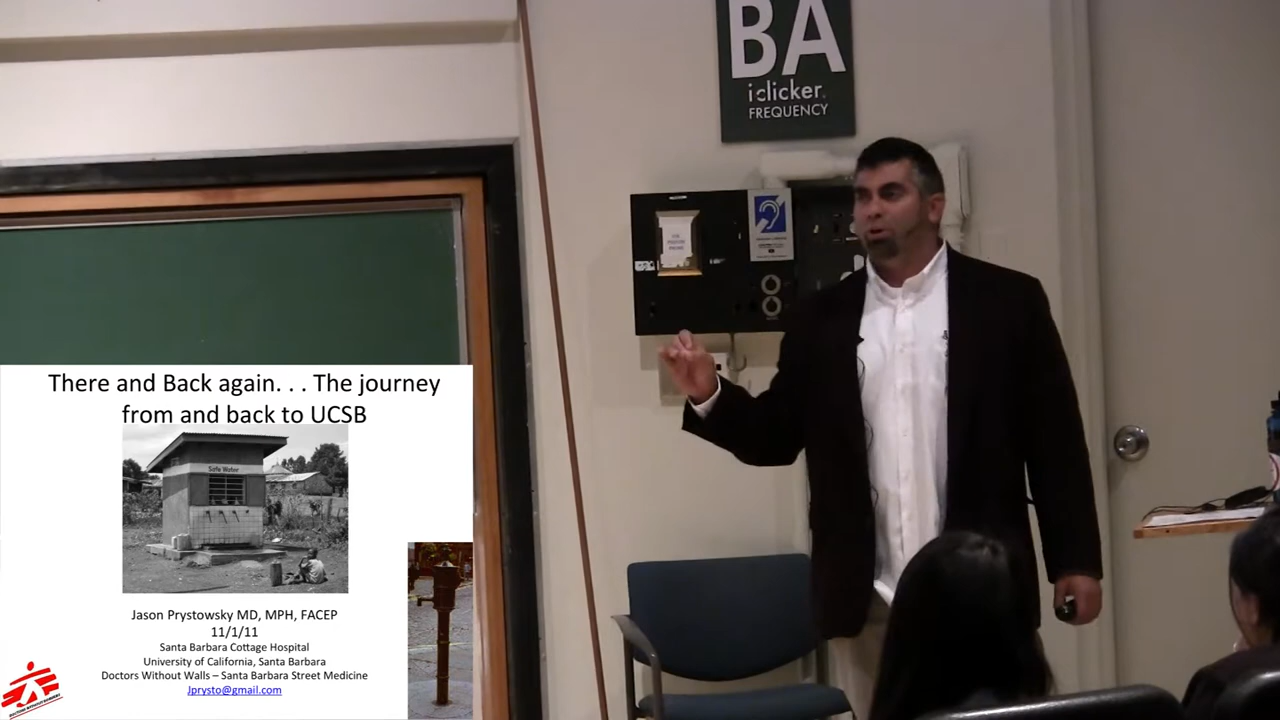 BA
iclicker
FREQUENCY
There and Back again. . . The journey
from and back to UCSB
Safe Water
Jason Prystowsky MD, MPH, FACEP
11/1/11
Santa Barbara Cottage Hospital
University of California, Santa Barbara
Doctors Without Walls – Santa Barbara Street Medicine
Jprysto@gmail.com